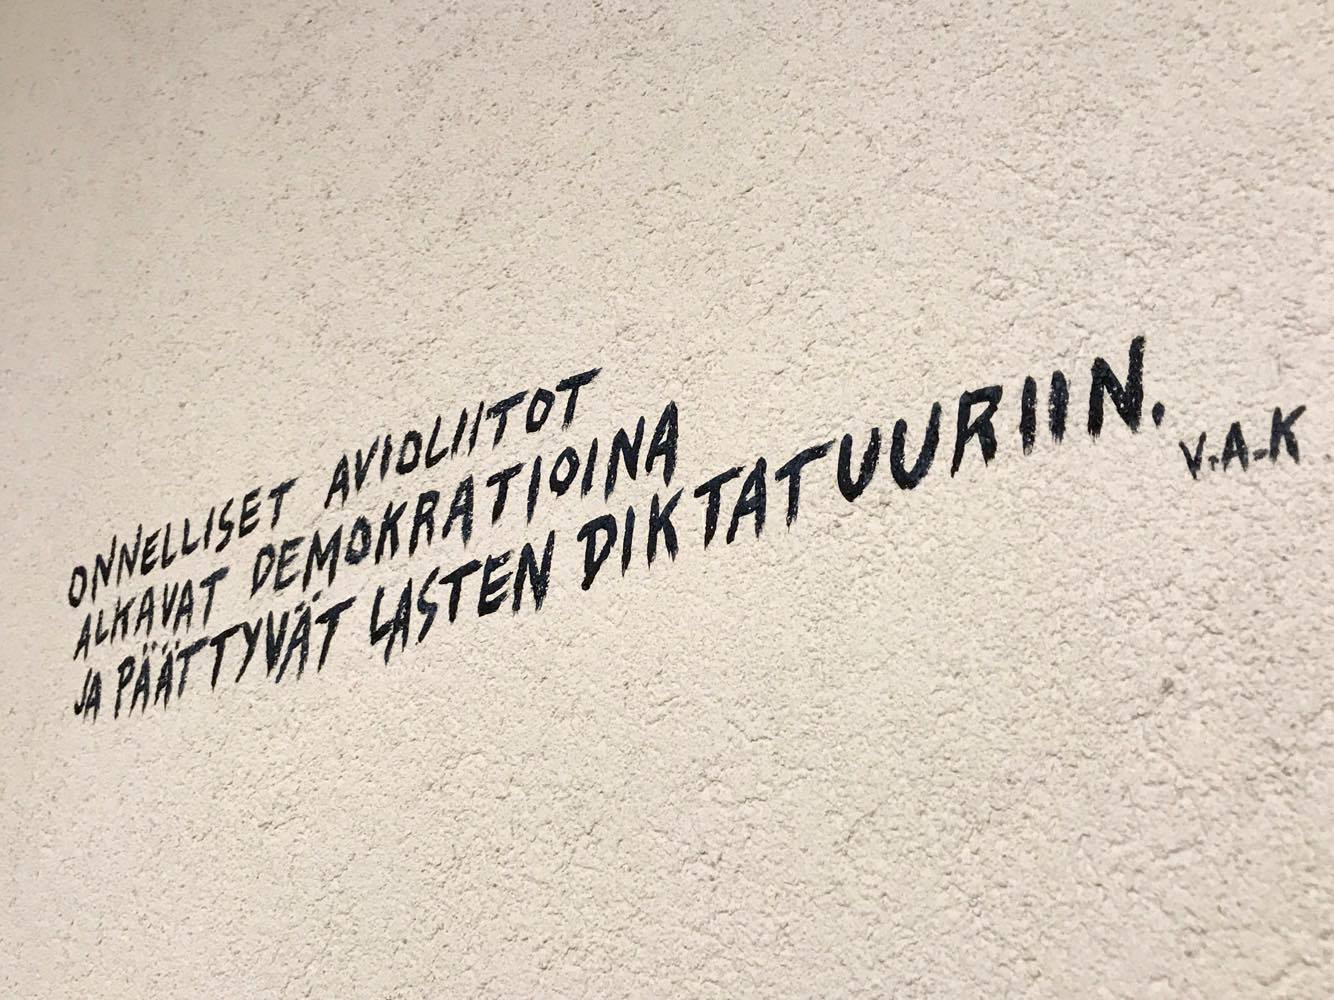 ONNELLISET AVIOLIITOT
ALKAVAT DEMOKRATIOINA
JA PÄÄTTYVÄT LASTEN DIKTATUURIIN.
V-A-K